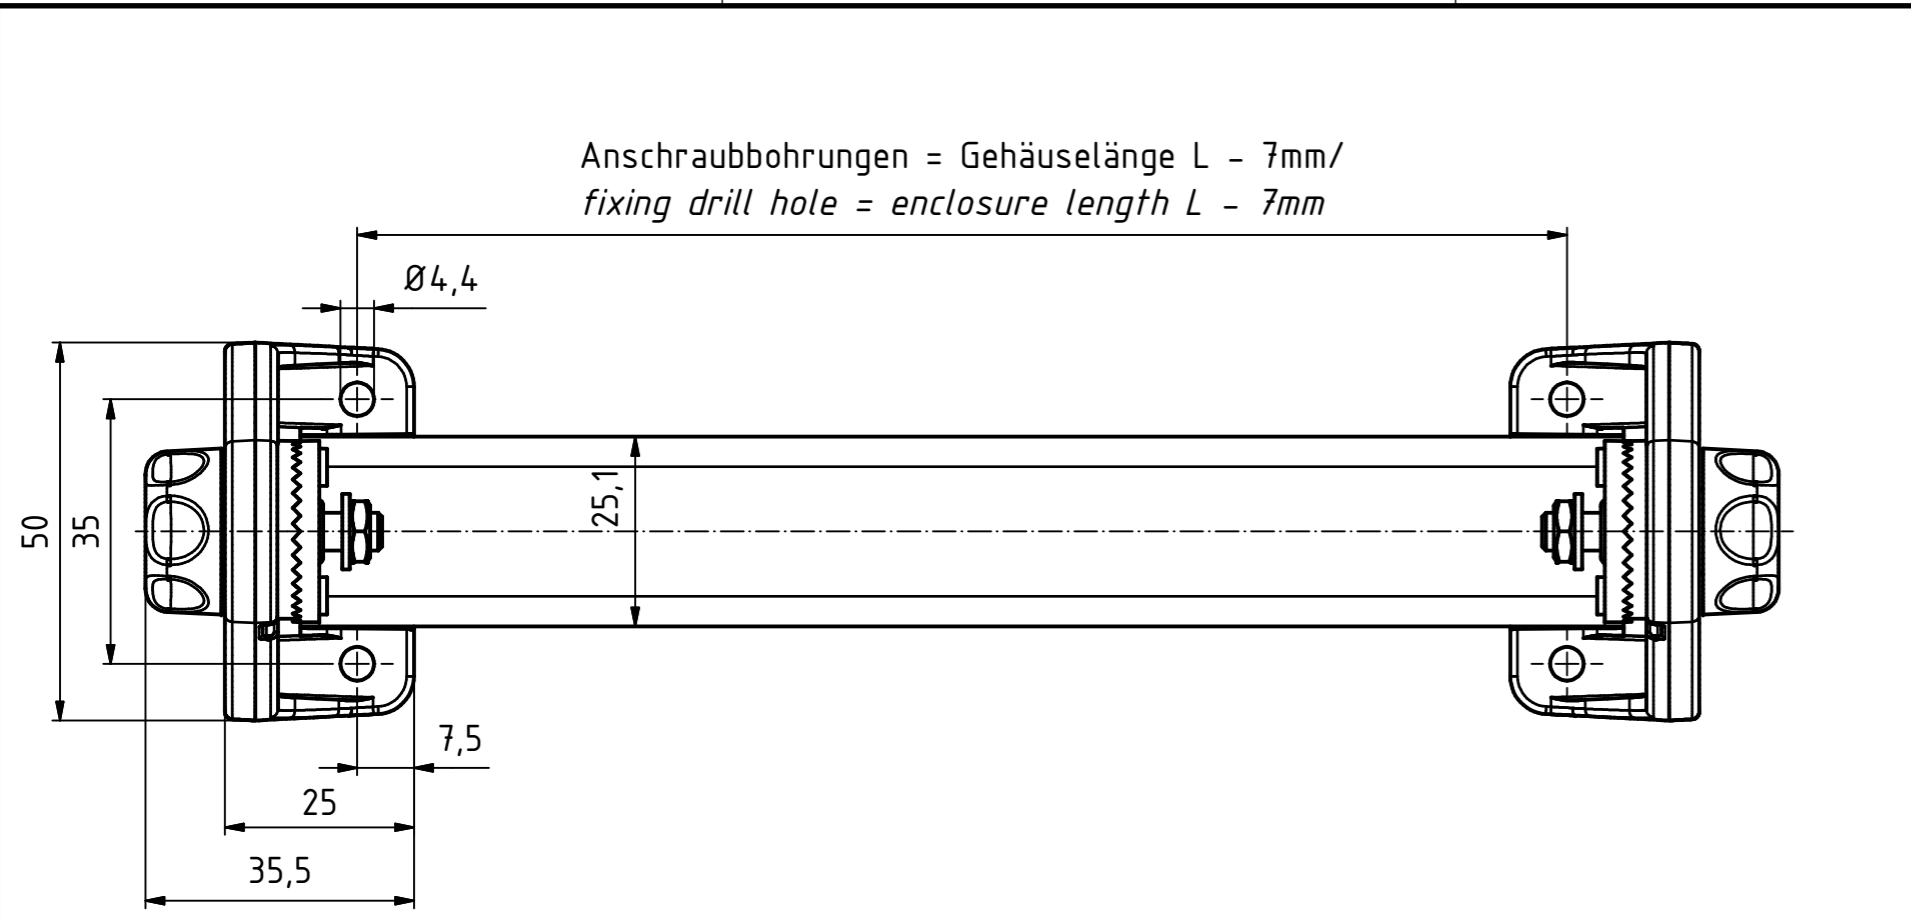 Anschraubbohrungen = Gehäuselänge L - 7mm/
fixing drill hole = enclosure length L - 7mm
Ø4,4
50
35
25,1
7,5
25
35,5